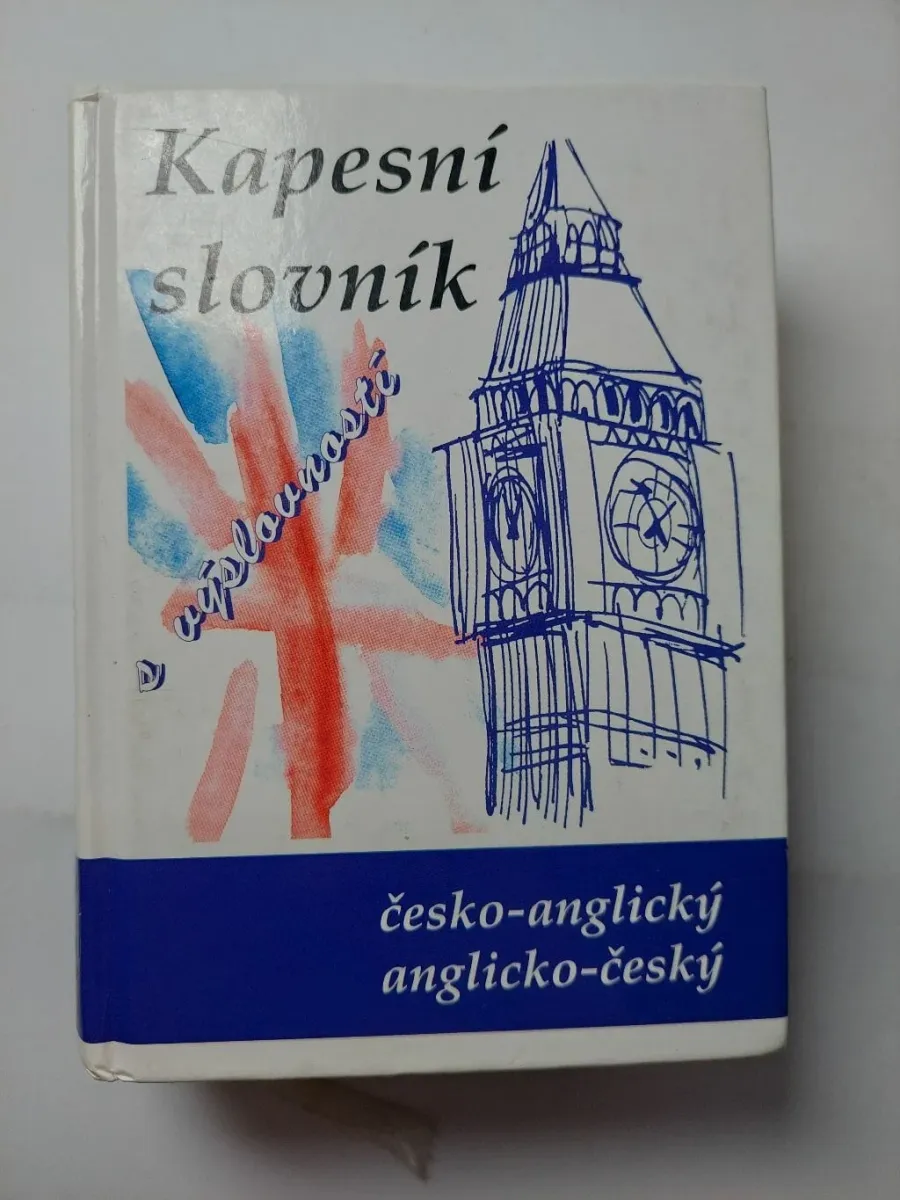 Kapesní
slovník
s výslovností
česko-anglický
anglicko-český